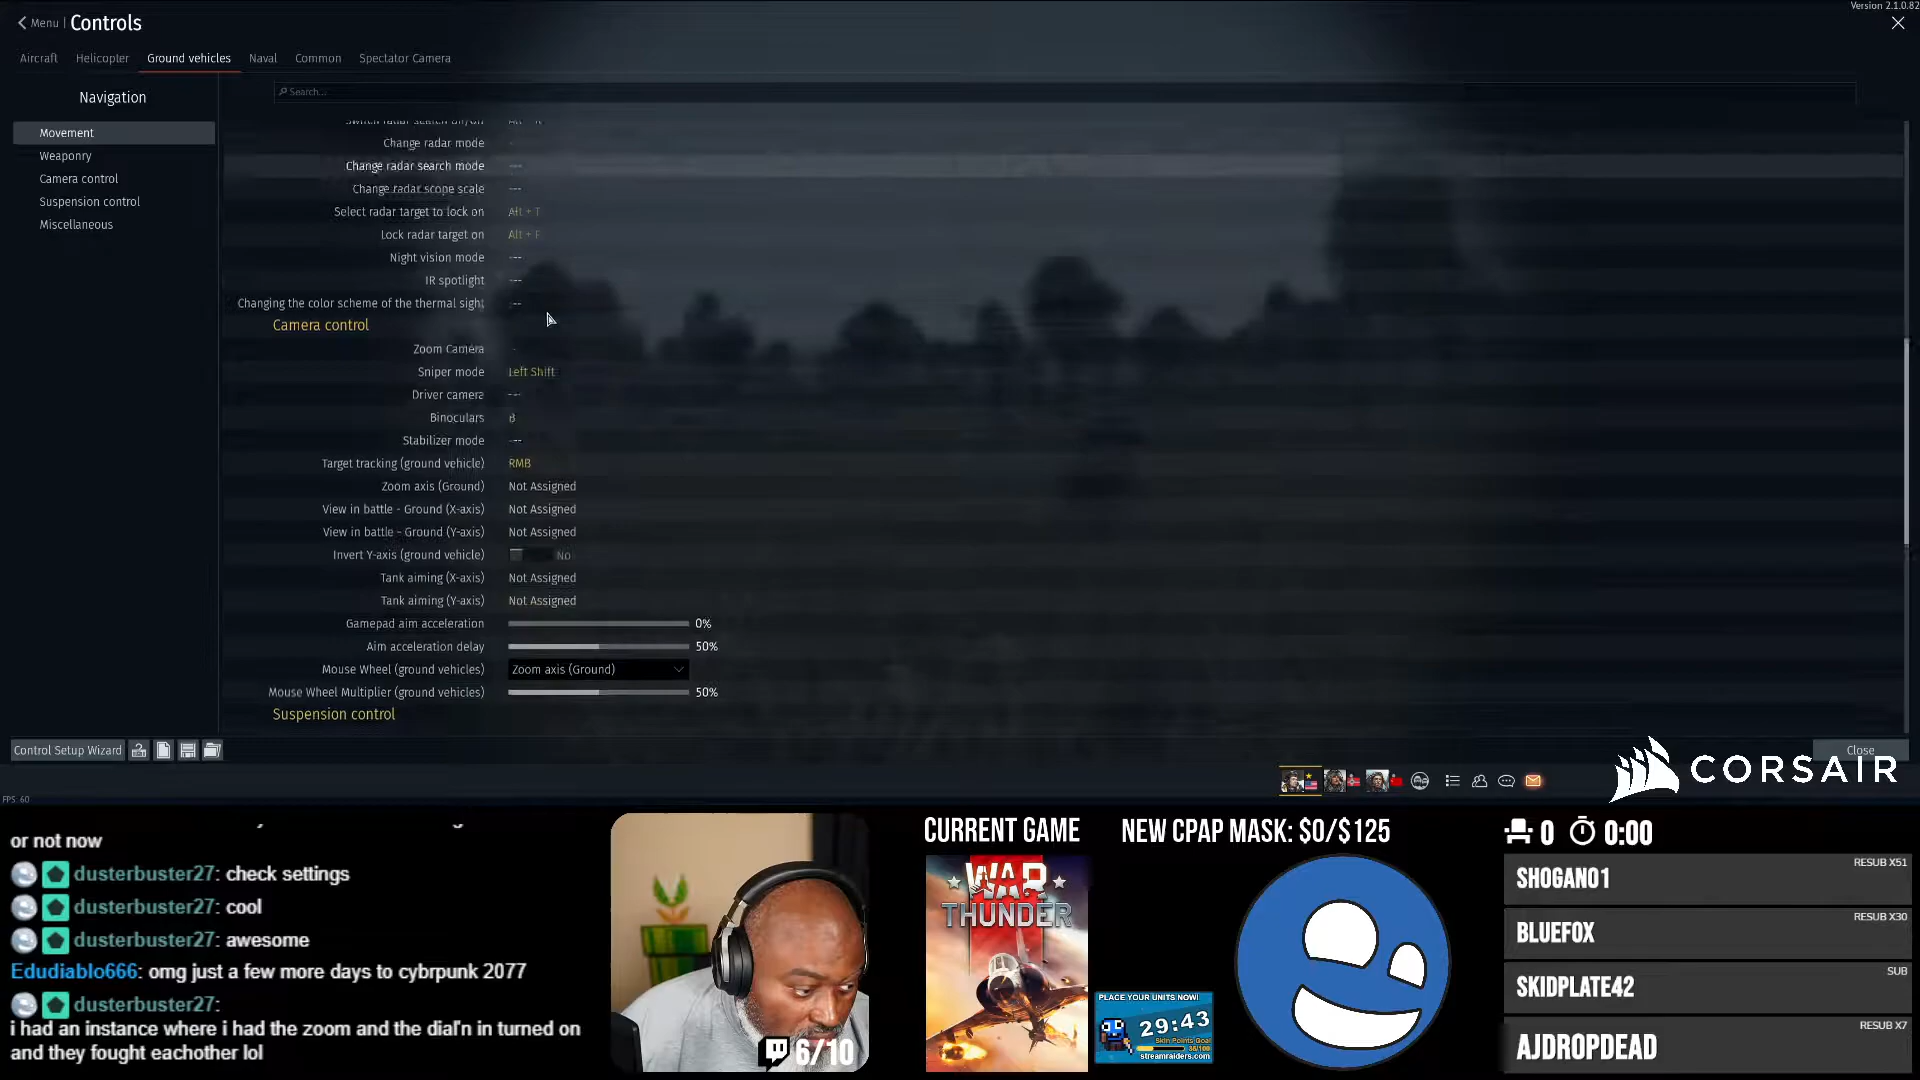 Version 2.1.0.82
Menu | Controls
Aircraft Helicopter Ground vehicles Naval Common Spectator Camera
Navigation
Search...
Movement
Weaponry
Camera control
Suspension control
Miscellaneous
Change radar mode
Change radar search mode ---
Change radar scope scale ---
Select radar target to lock on Alt + T
Lock radar target on Alt + F
Night vision mode ---
IR spotlight ---
Changing the color scheme of the thermal sight ---
Camera control
Zoom Camera
Sniper mode Left Shift
Driver camera ---
Binoculars B
Stabilizer mode ---
Target tracking (ground vehicle) RMB
Zoom axis (Ground) Not Assigned
View in battle - Ground (X-axis) Not Assigned
View in battle - Ground (Y-axis) Not Assigned
Invert Y-axis (ground vehicle) No
Tank aiming (X-axis) Not Assigned
Tank aiming (Y-axis) Not Assigned
Gamepad aim acceleration 0%
Aim acceleration delay 50%
Mouse Wheel (ground vehicles) Zoom axis (Ground)
Mouse Wheel Multiplier (ground vehicles) 50%
Suspension control
Control Setup Wizard
Close
CORSAIR
FPS: 60
or not now
dusterbuster27: check settings
dusterbuster27: cool
dusterbuster27: awesome
Edudiablo666: omg just a few more days to cybrpunk 2077
dusterbuster27:
i had an instance where i had the zoom and the dial'n in turned on
and they fought eachother lol
6/10
CURRENT GAME
WAR
THUNDER
NEW CPAP MASK: $0/$125
PLACE YOUR UNITS NOW!
29:43
Skin Points Goal
streamraiders.com
0 0:00
RESUB X51
SHOGAN01
RESUB X30
BLUEFOX
SUB
SKIDPLATE42
RESUB X7
AJDROPDEAD